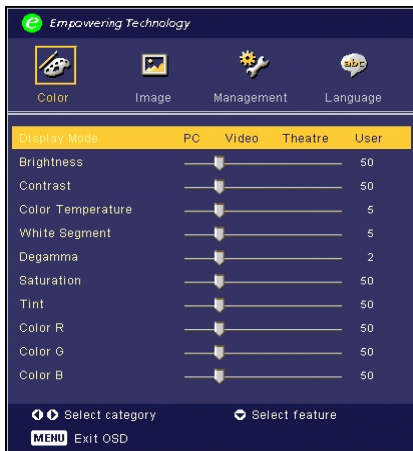 e Empowering Technology
abc
Color Image Management Language
Display Mode PC Video Theatre User
Brightness 50
Contrast 50
Color Temperature 5
White Segment 5
Degamma 2
Saturation 50
Tint 50
Color R 50
Color G 50
Color B 50
Select category Select feature
MENU Exit OSD